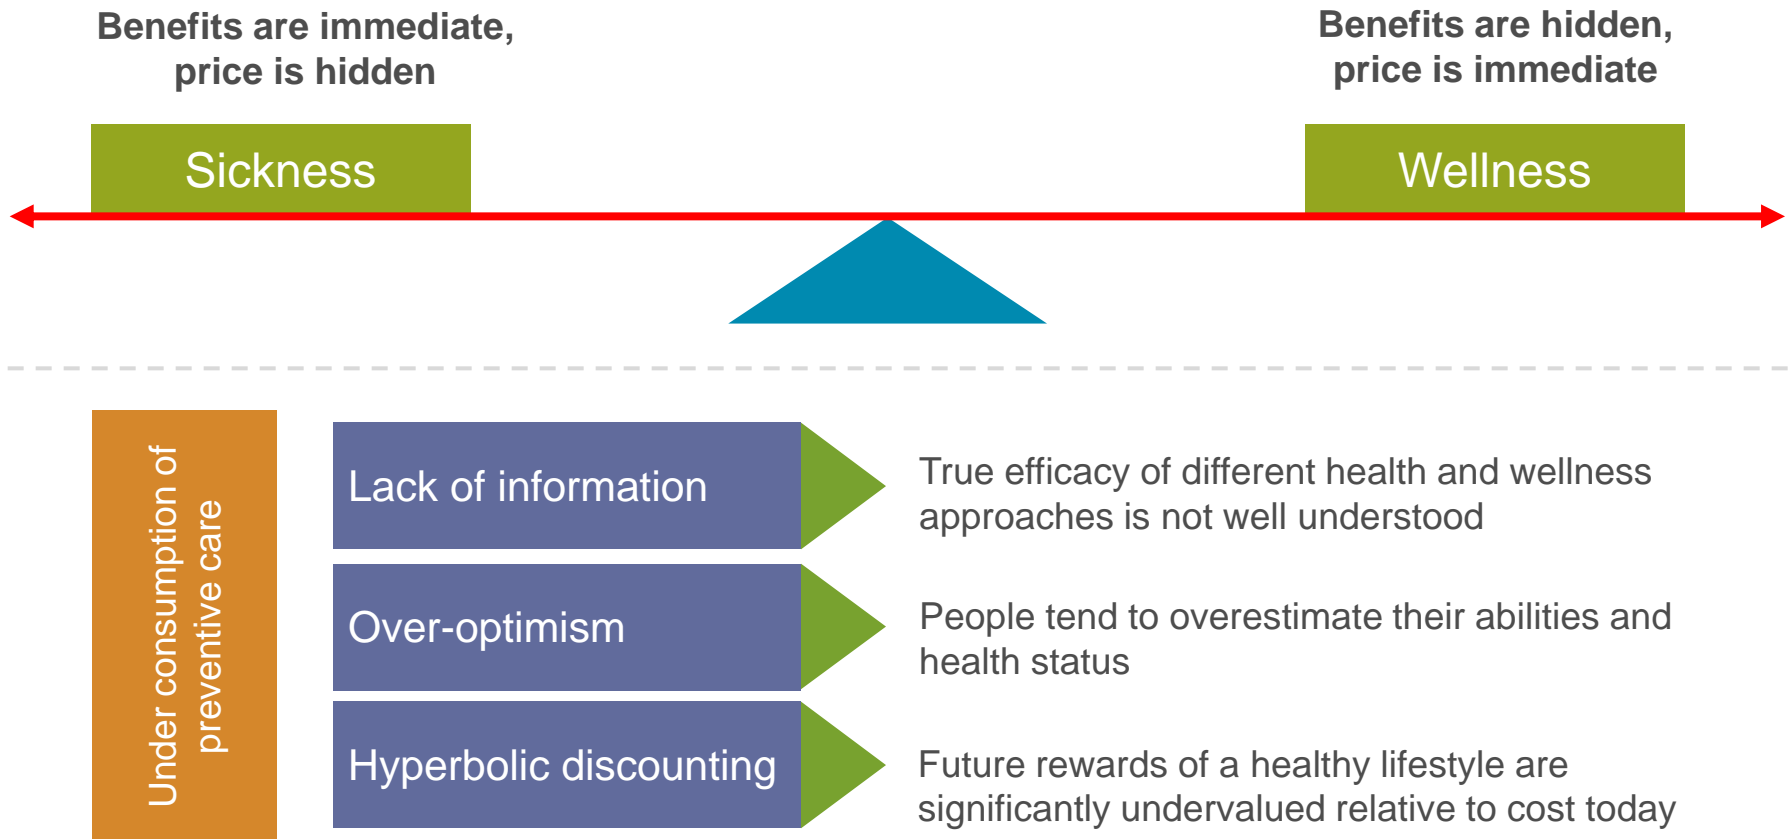 Benefits are immediate,
price is hidden
Benefits are hidden,
price is immediate
Sickness
Wellness
Under consumption of
preventive care
Lack of information
True efficacy of different health and wellness
approaches is not well understood
Over-optimism
People tend to overestimate their abilities and
health status
Hyperbolic discounting
Future rewards of a healthy lifestyle are
significantly undervalued relative to cost today